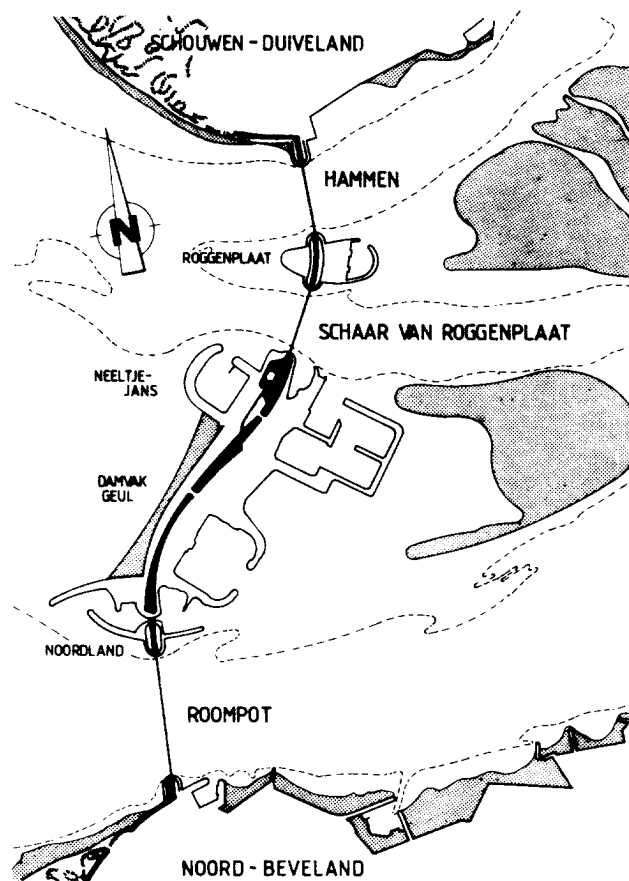 SCHOUWEN - DUIVELAND
HAMMEN
N
ROGGENPLAAT
SCHAAR VAN ROGGENPLAAT
NEELTJE-
JANS
DAMVAK
GEUL
NOORDLAND
ROOMPOT
NOORD - BEVELAND